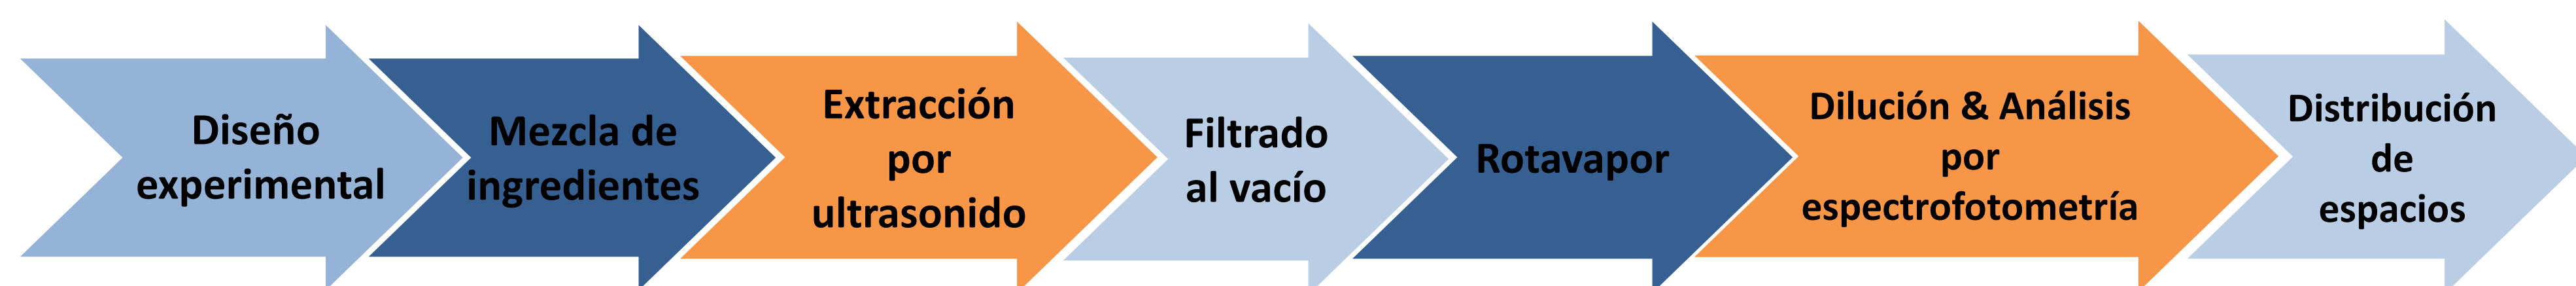 Diseño
experimental
Mezcla de
ingredientes
Extracción
por
ultrasonido
Filtrado
al vacío
Rotavapor
Dilución & Análisis
por
espectrofotometría
Distribución
de
espacios